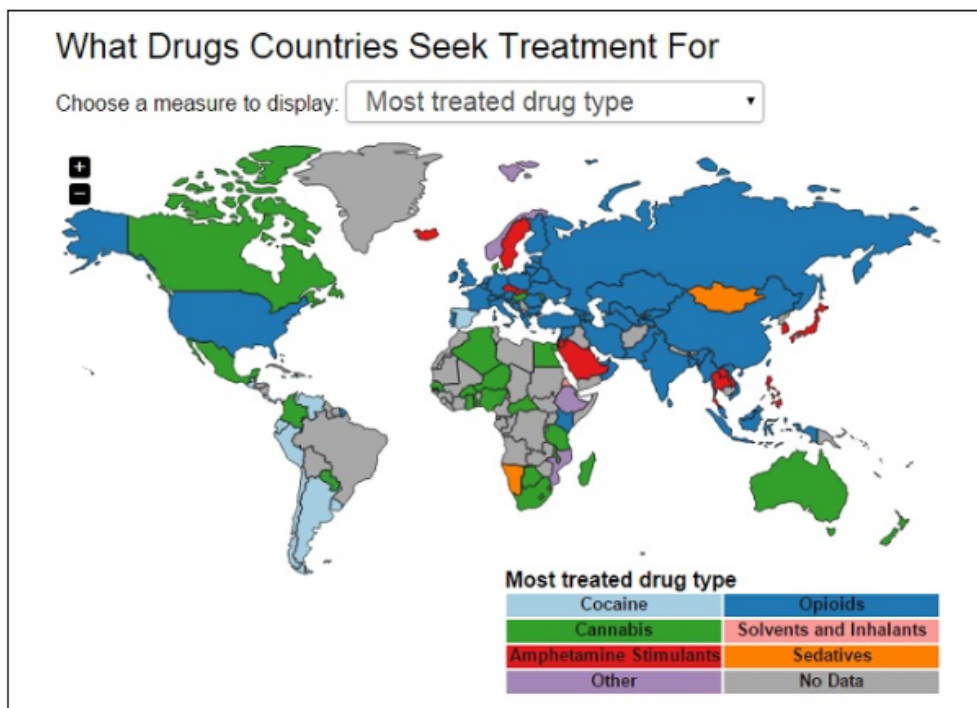 What Drugs Countries Seek Treatment For
Choose a measure to display: Most treated drug type
+
−
Most treated drug type
Cocaine Opioids
Cannabis Solvents and Inhalants
Amphetamine Stimulants Sedatives
Other No Data